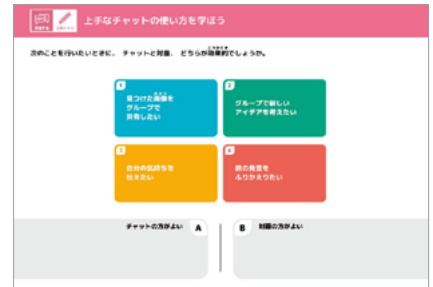 上手なチャットの使い方を学ぼう
次のことを行いたいときに、チャットと対面、どちらが効果的でしょうか。
1
見つけた画像を
グループで
共有したい
2
グループで新しい
アイデアを考えたい
3
自分の気持ちを
伝えたい
4
前の発言を
ふりかえりたい
チャットの方がよい A
B 対面の方がよい